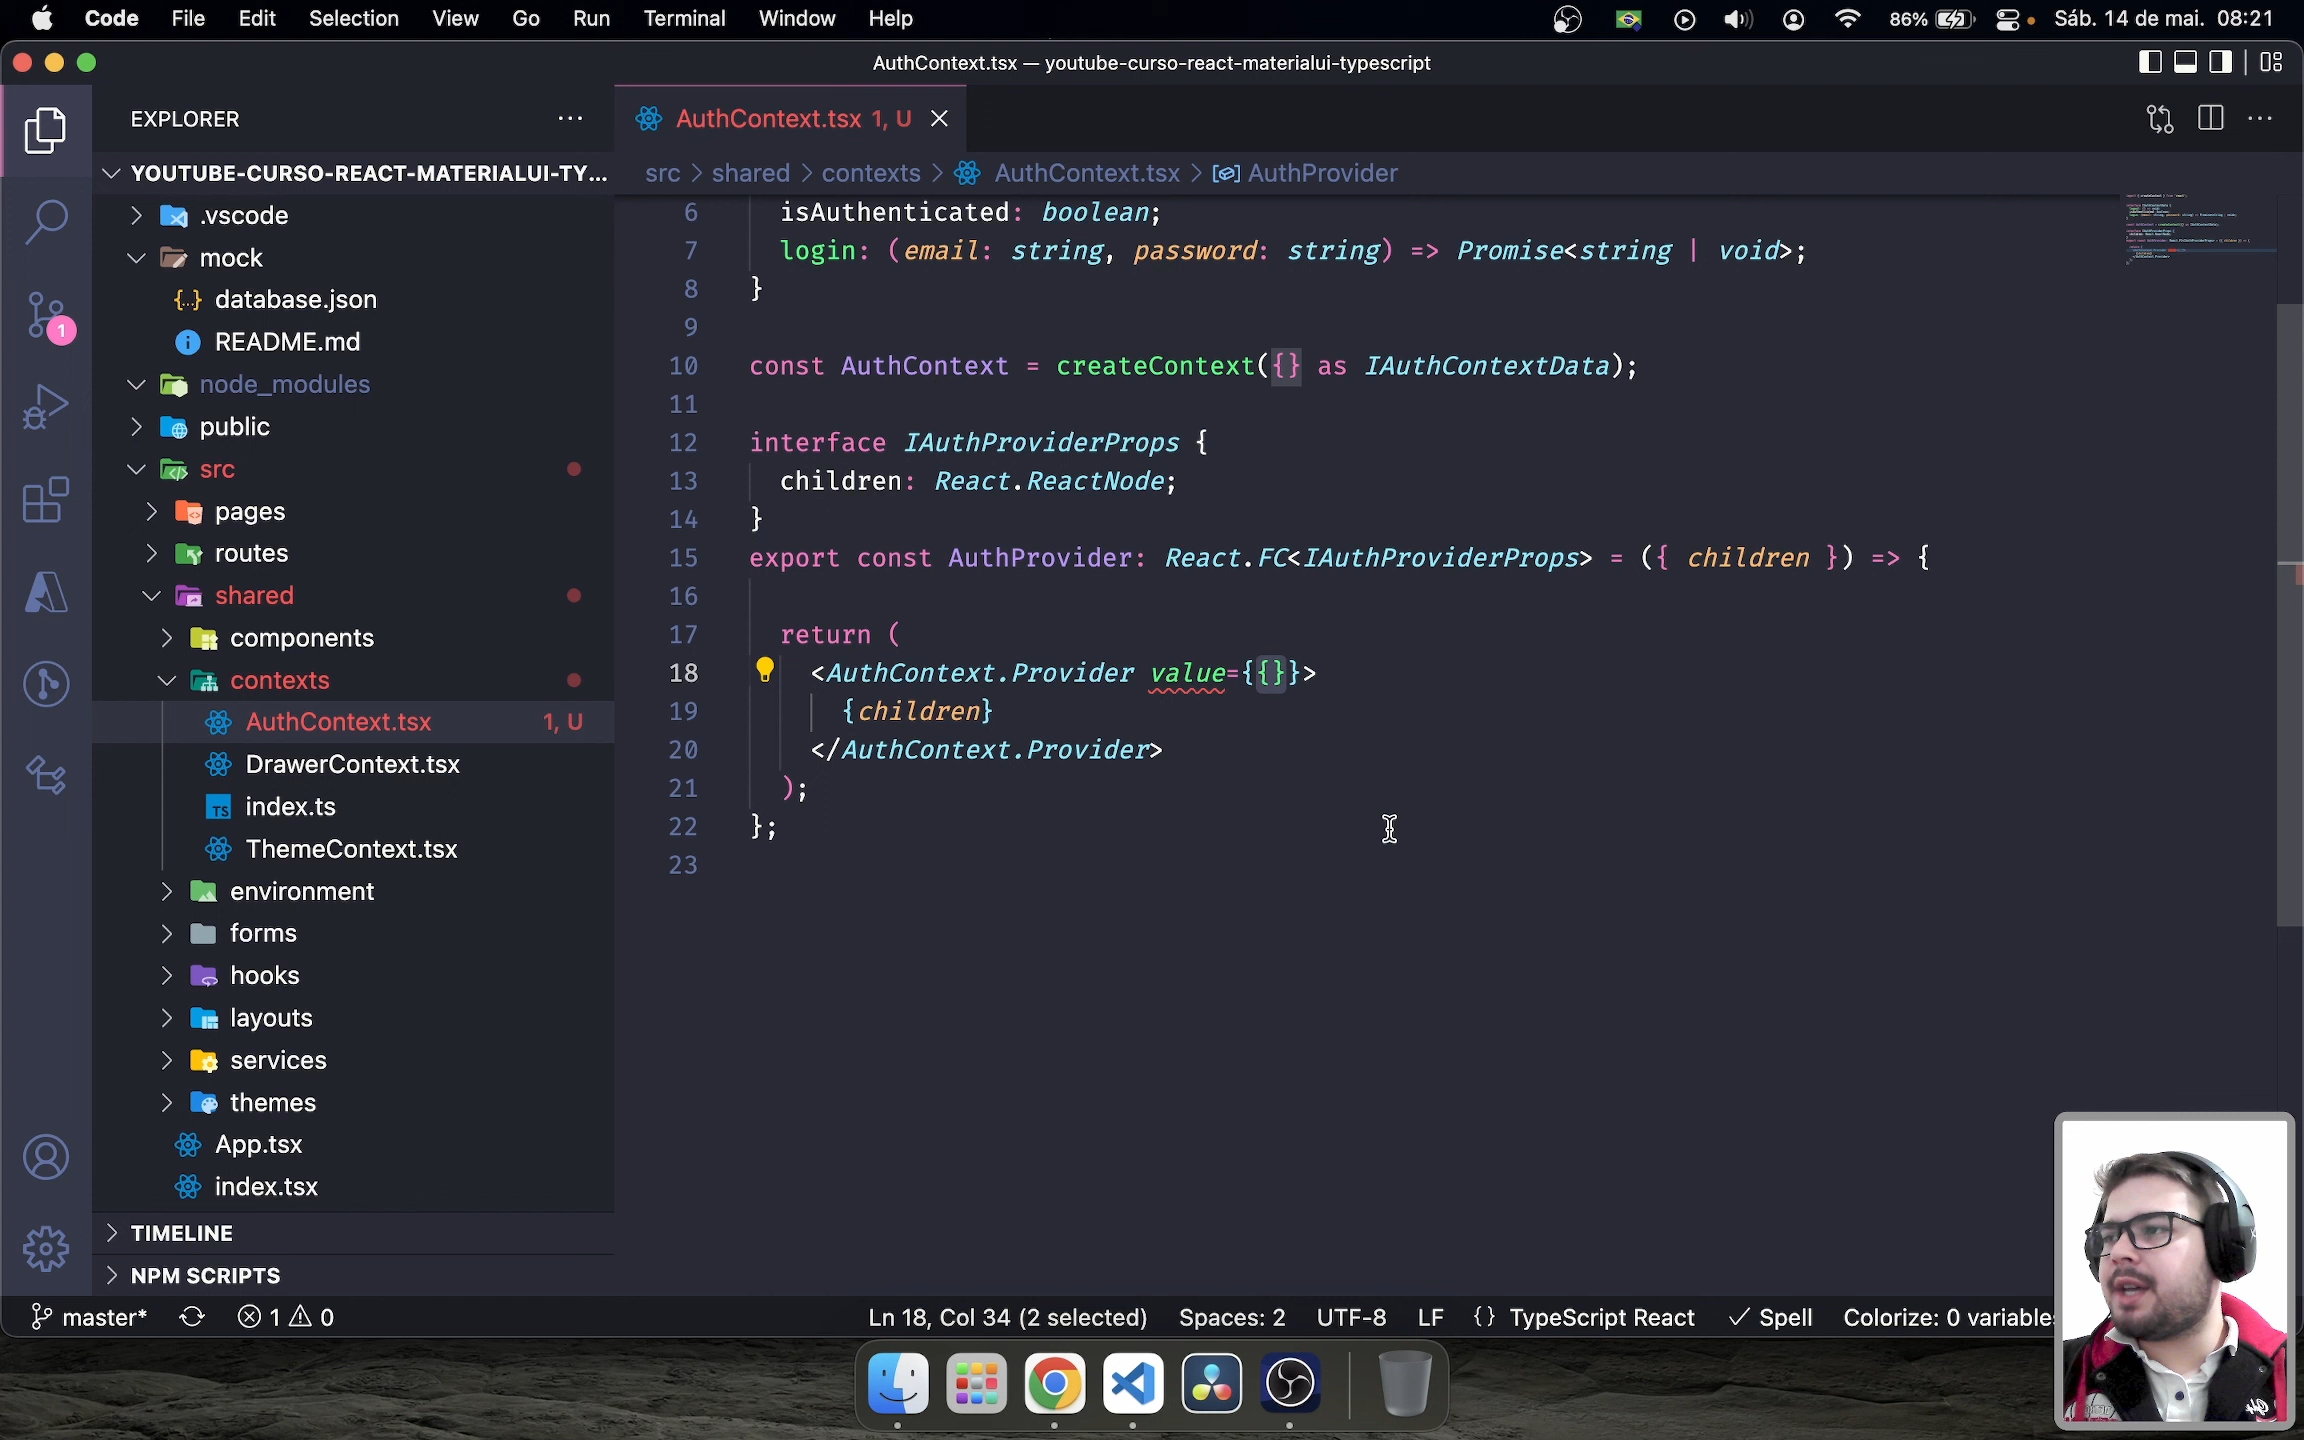 Code File Edit Selection View Go Run Terminal Window Help 86% Sáb. 14 de mai. 08:21
AuthContext.tsx — youtube-curso-react-materialui-typescript
EXPLORER
AuthContext.tsx 1, U
YOUTUBE-CURSO-REACT-MATERIALUI-TY...
src > shared > contexts > AuthContext.tsx > AuthProvider
.vscode
mock
database.json
README.md
node_modules
public
src
pages
routes
shared
components
contexts
AuthContext.tsx 1, U
DrawerContext.tsx
index.ts
ThemeContext.tsx
environment
forms
hooks
layouts
services
themes
App.tsx
index.tsx
TIMELINE
NPM SCRIPTS
1
6 isAuthenticated: boolean;
7 login: (email: string, password: string) => Promise<string | void>;
8 }
9
10 const AuthContext = createContext({} as IAuthContextData);
11
12 interface IAuthProviderProps {
13 children: React.ReactNode;
14 }
15 export const AuthProvider: React.FC<IAuthProviderProps> = ({ children }) => {
16
17 return (
18 <AuthContext.Provider value={{}}>
19 {children}
20 </AuthContext.Provider>
21 );
22 };
23
master* 1 0 Ln 18, Col 34 (2 selected) Spaces: 2 UTF-8 LF {} TypeScript React Spell Colorize: 0 variables